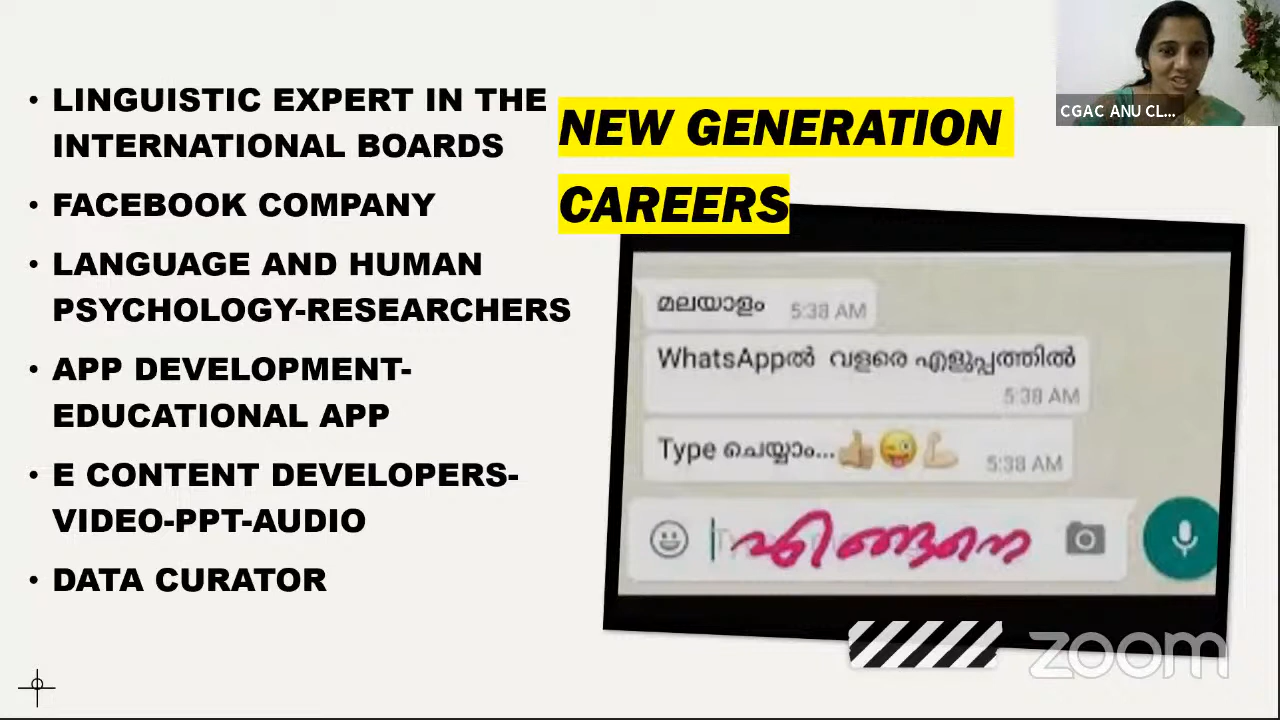 • LINGUISTIC EXPERT IN THE
INTERNATIONAL BOARDS
• FACEBOOK COMPANY
• LANGUAGE AND HUMAN
PSYCHOLOGY-RESEARCHERS
• APP DEVELOPMENT-
EDUCATIONAL APP
• E CONTENT DEVELOPERS-
VIDEO-PPT-AUDIO
• DATA CURATOR
NEW GENERATION
CAREERS
CGAC ANU CL...
മലയാളം 5:38 AM
WhatsAppൽ വളരെ എളുപ്പത്തിൽ
5:38 AM
Type ചെയ്യാം...👍😜💪 5:38 AM
എങ്ങനെ
zoom